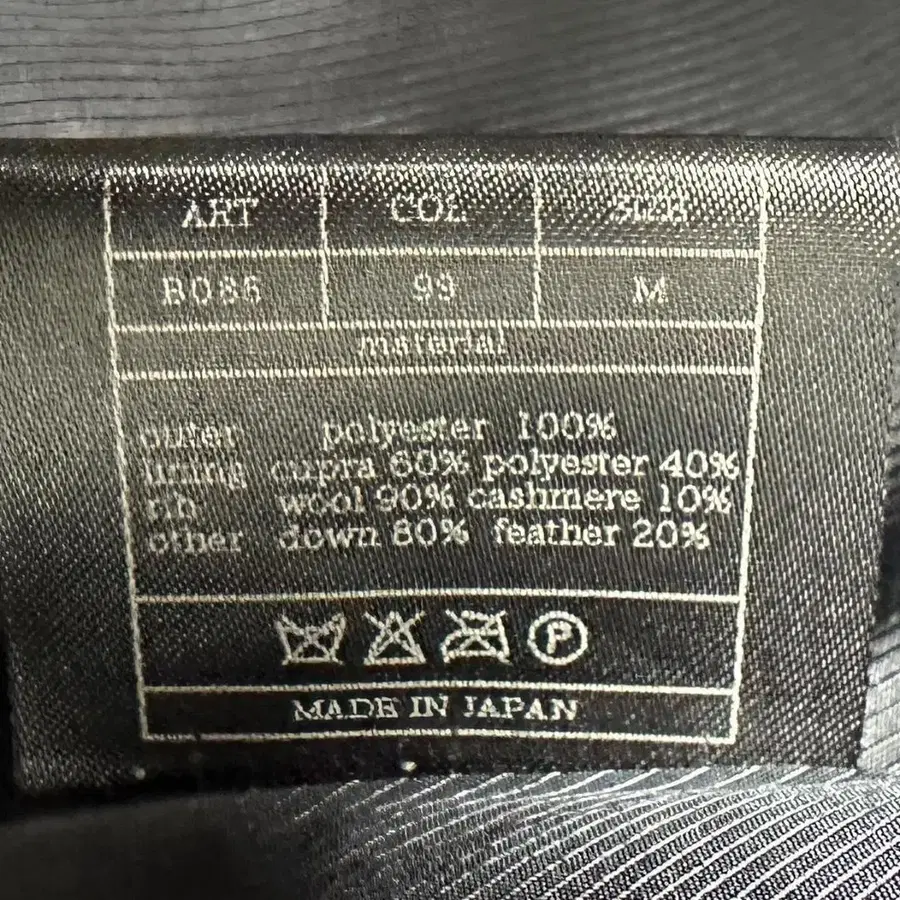 ART COL SIZE
B086 99 M
material
outer polyester 100%
lining cupra 60% polyester 40%
rib wool 90% cashmere 10%
other down 80% feather 20%
P
MADE IN JAPAN